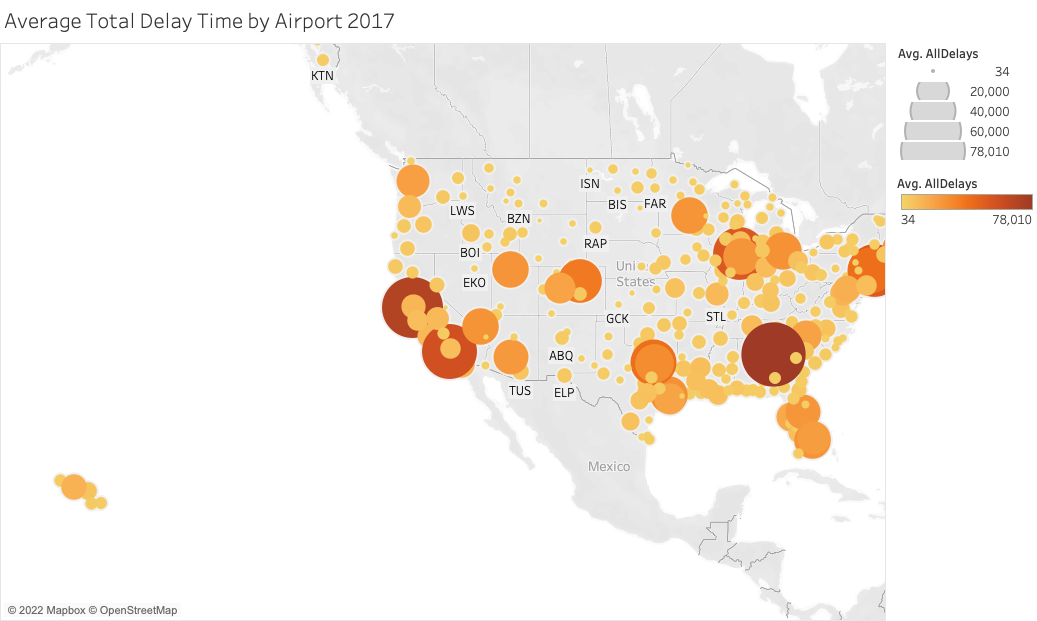 Average Total Delay Time by Airport 2017
KTN
ISN
LWS
BIS
FAR
BZN
RAP
BOI
EKO
United
States
GCK
STL
ABQ
TUS
ELP
Mexico
© 2022 Mapbox © OpenStreetMap
Avg. AllDelays
34
20,000
40,000
60,000
78,010
Avg. AllDelays
34 78,010